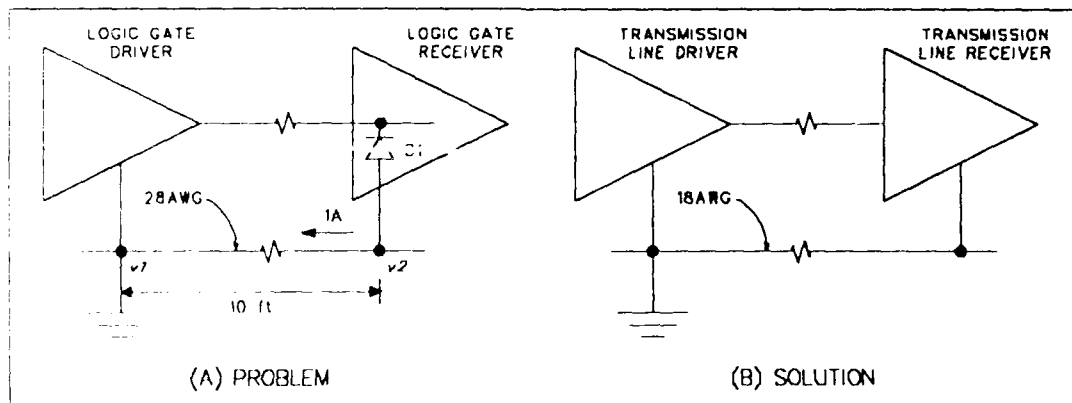 LOGIC GATE
DRIVER
LOGIC GATE
RECEIVER
28AWG
1A
v1
v2
10 ft
(A) PROBLEM
TRANSMISSION
LINE DRIVER
TRANSMISSION
LINE RECEIVER
18AWG
(B) SOLUTION